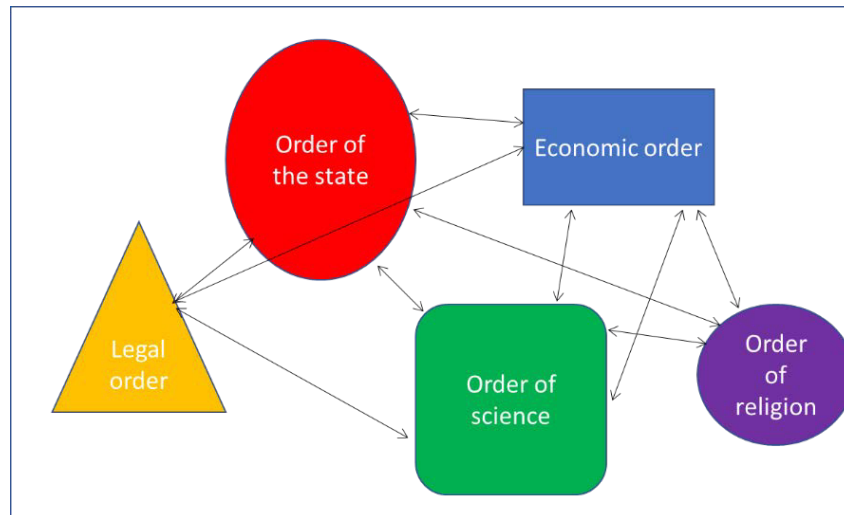 Order of
the state
Economic order
Legal
order
Order of
science
Order
of
religion